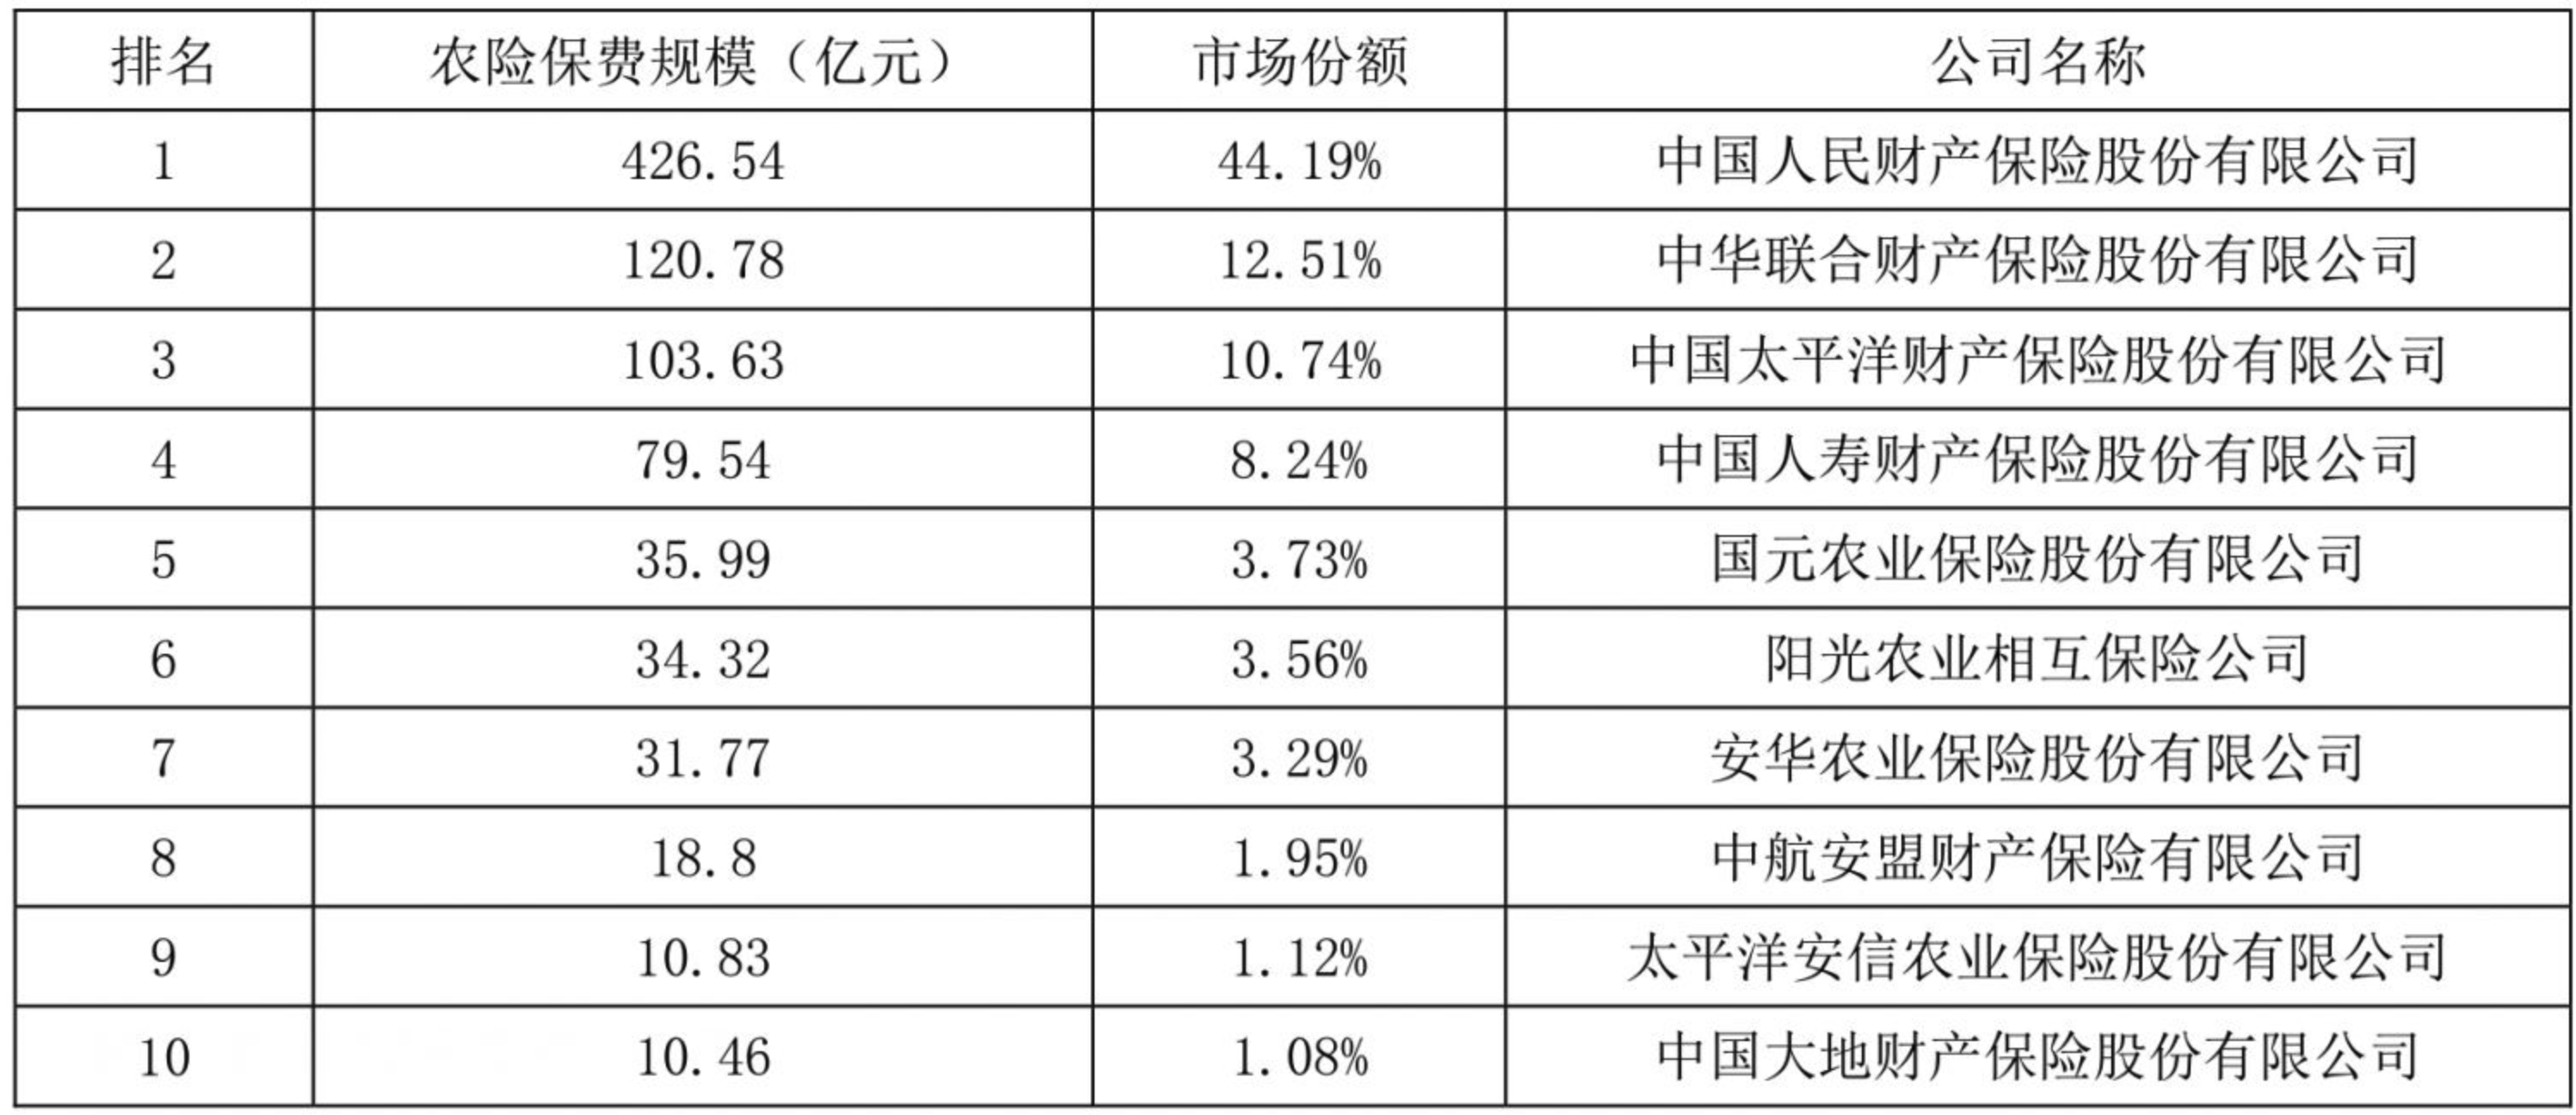 排名 农险保费规模（亿元） 市场份额 公司名称
1 426.54 44.19% 中国人民财产保险股份有限公司
2 120.78 12.51% 中华联合财产保险股份有限公司
3 103.63 10.74% 中国太平洋财产保险股份有限公司
4 79.54 8.24% 中国人寿财产保险股份有限公司
5 35.99 3.73% 国元农业保险股份有限公司
6 34.32 3.56% 阳光农业相互保险公司
7 31.77 3.29% 安华农业保险股份有限公司
8 18.8 1.95% 中航安盟财产保险有限公司
9 10.83 1.12% 太平洋安信农业保险股份有限公司
10 10.46 1.08% 中国大地财产保险股份有限公司